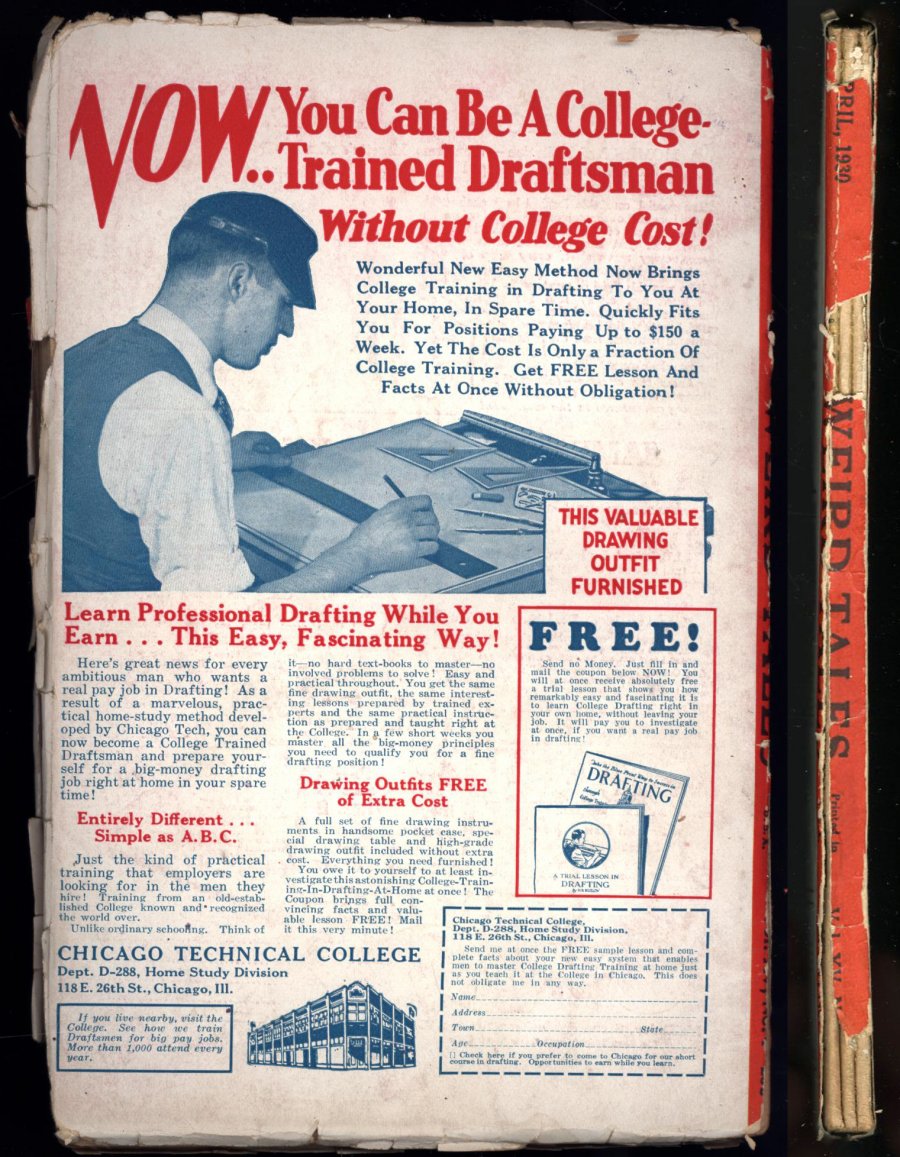 NOW.. You Can Be A College-
Trained Draftsman
Without College Cost!
Wonderful New Easy Method Now Brings
College Training in Drafting To You At
Your Home, In Spare Time. Quickly Fits
You For Positions Paying Up to $150 a
Week. Yet The Cost Is Only a Fraction Of
College Training. Get FREE Lesson And
Facts At Once Without Obligation!
THIS VALUABLE
DRAWING
OUTFIT
FURNISHED
Learn Professional Drafting While You
Earn . . . This Easy, Fascinating Way!
Here's great news for every
ambitious man who wants a
real pay job in Drafting! As a
result of a marvelous, prac-
tical home-study method devel-
oped by Chicago Tech, you can
now become a College Trained
Draftsman and prepare your-
self for a big-money drafting
job right at home in your spare
time!
Entirely Different . . .
Simple as A.B.C.
Just the kind of practical
training that employers are
looking for in the men they
hire! Training from an old-estab-
lished College known and recognized
the world over.
Unlike ordinary schooling. Think of
it—no hard text-books to master—no
involved problems to solve! Easy and
practical throughout. You get the same
fine drawing outfit, the same interest-
ing lessons prepared by trained ex-
perts and the same practical instruc-
tion as prepared and taught right at
the College. In a few short weeks you
master all the big-money principles
you need to qualify you for a fine
drafting position!
Drawing Outfits FREE
of Extra Cost
A full set of fine drawing instru-
ments in handsome pocket case, spe-
cial drawing table and high-grade
drawing outfit included without extra
cost. Everything you need furnished!
You owe it to yourself to at least in-
vestigate this astonishing College-Train-
ing-In-Drafting-At-Home at once! The
Coupon brings full con-
vincing facts and valu-
able lesson FREE! Mail
it this very minute!
FREE!
Send no Money. Just fill in and
mail the coupon below NOW! You
will at once receive absolutely free
a trial lesson that shows you how
remarkably easy and fascinating it is
to learn College Drafting right in
your own home, without leaving your
job. It will pay you to investigate
at once, if you want a real pay job
in drafting!
Take the Blue Print Way to Success in
DRAFTING
through
A TRIAL LESSON IN
DRAFTING
CHICAGO TECHNICAL COLLEGE
Dept. D-288, Home Study Division
118 E. 26th St., Chicago, Ill.
If you live nearby, visit the
College. See how we train
Draftsmen for big pay jobs.
More than 1,000 attend every
year.
Chicago Technical College,
Dept. D-288, Home Study Division,
118 E. 26th St., Chicago, Ill.
Send me at once the FREE sample lesson and com-
plete facts about your new easy system that enables
men to master College Drafting Training at home just
as you teach it at the College in Chicago. This does
not obligate me in any way.
Name
Address
Town State
Age Occupation
[] Check here if you prefer to come to Chicago for our short
course in drafting. Opportunities to earn while you learn.
PRIL, 1930
WEIRD TALES
Printed in